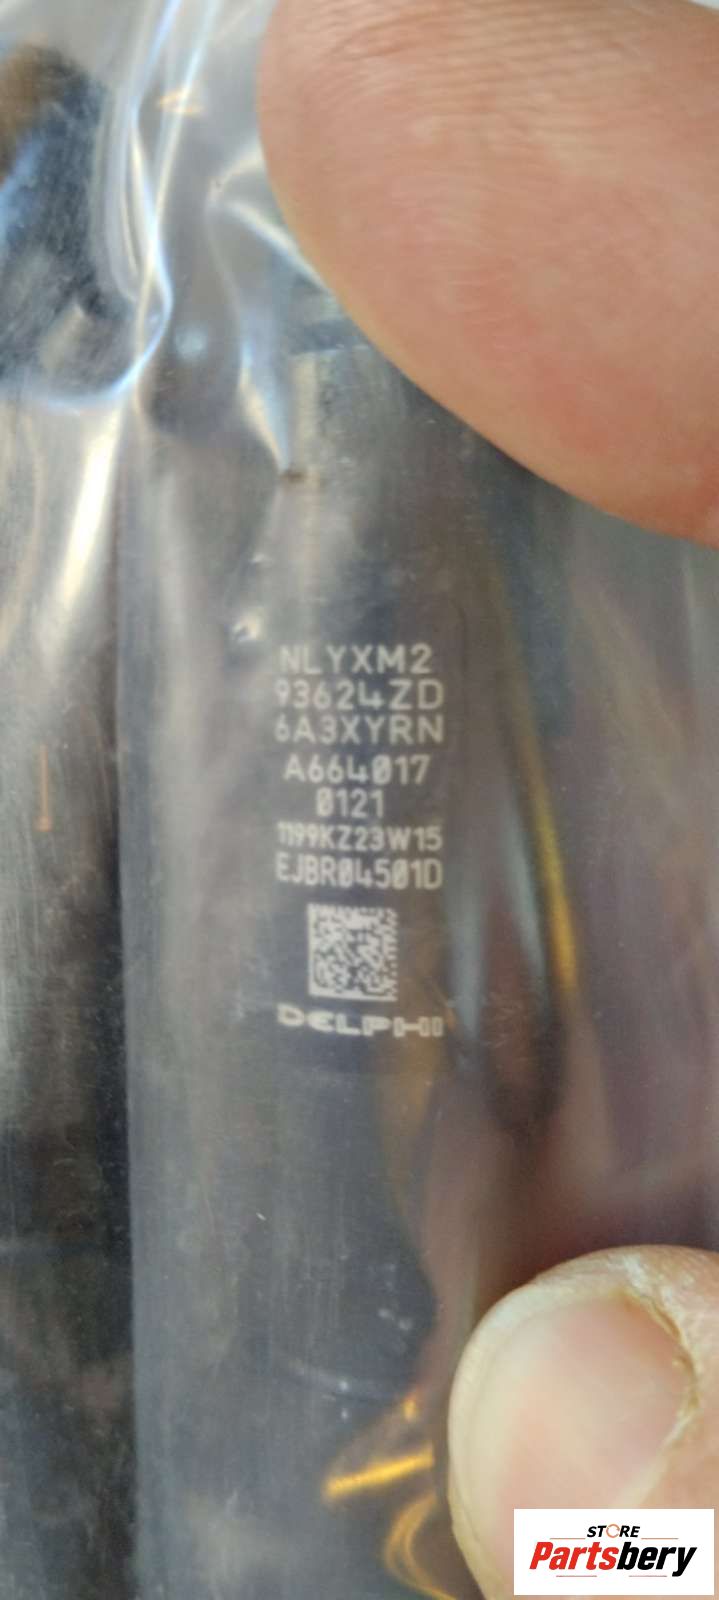 NLYXM2
93624ZD
6A3XYRN
A664017
0121
1199KZ23W15
EJBR04501D
DELPHI
STORE
Partsbery